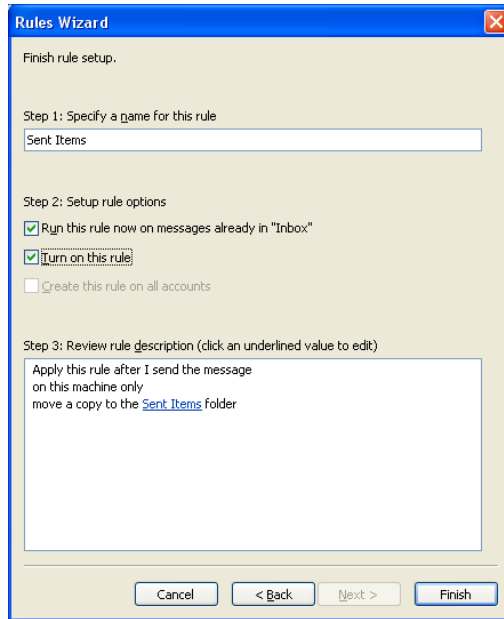 Rules Wizard
Finish rule setup.
Step 1: Specify a name for this rule
Sent Items
Step 2: Setup rule options
Run this rule now on messages already in "Inbox"
Turn on this rule
Create this rule on all accounts
Step 3: Review rule description (click an underlined value to edit)
Apply this rule after I send the message
on this machine only
move a copy to the Sent Items folder
Cancel
< Back
Next >
Finish